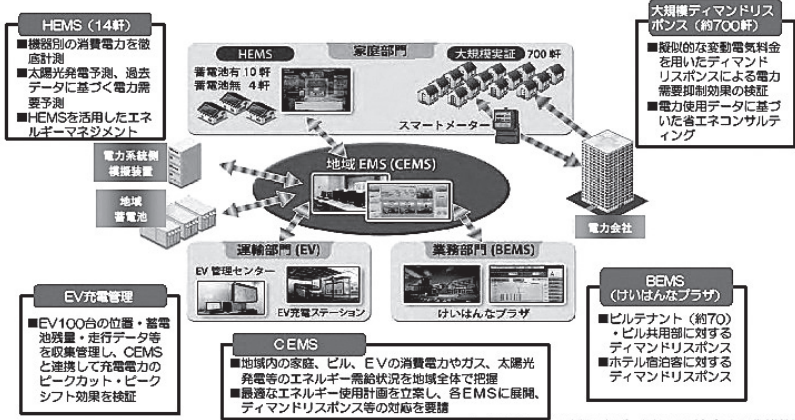 HEMS（14軒）
■機器別の消費電力を徹
底計測
■太陽光発電予測、過去
データに基づく電力需
要予測
■HEMSを活用したエネ
ルギーマネジメント
家庭部門
HEMS
蓄電池有 10 軒
蓄電池無 4軒
大規模実証 700 軒
スマートメーター
大規模ディマンドリス
ポンス（約700軒）
■擬似的な変動電気料金
を用いたディマンド
リスポンスによる電力
需要抑制効果の検証
■電力使用データに基づ
いた省エネコンサルテ
ィング
電力系統側
模擬装置
地域
蓄電池
地域 EMS (CEMS)
電力会社
運輸部門 (EV)
EV 管理センター
EV充電ステーション
業務部門 (BEMS)
けいはんなプラザ
EV充電管理
■EV100台の位置・蓄電
池残量・走行データ等
を収集管理し、CEMS
と連携して充電電力の
ピークカット・ピーク
シフト効果を検証
CEMS
■地域内の家庭、ビル、EVの消費電力やガス、太陽光
発電等のエネルギー需給状況を地域全体で把握
■最適なエネルギー使用計画を立案し、各EMSに展開、
ディマンドリスポンス等の対応を要請
BEMS
（けいはんなプラザ）
■ビルテナント（約70）
・ビル共用部に対する
ディマンドリスポンス
■ホテル宿泊客に対する
ディマンドリスポンス